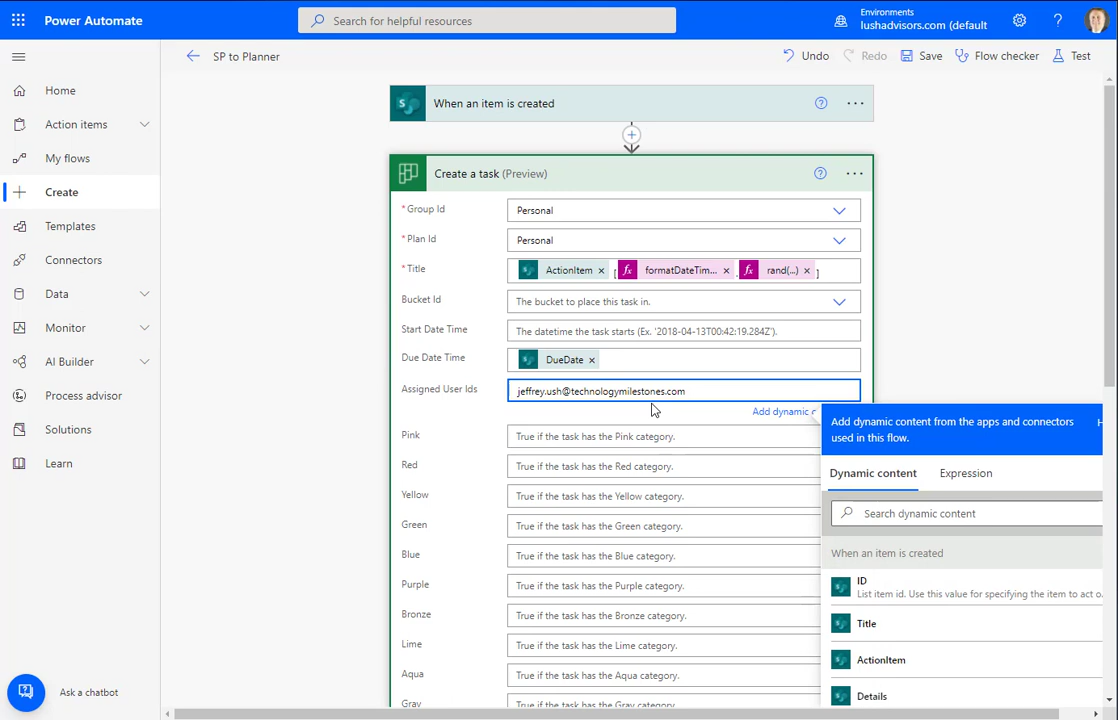 Power Automate
Search for helpful resources
Environments
lushadvisors.com (default
SP to Planner
Undo
Redo
Save
Flow checker
Test
Home
Action items
My flows
Create
Templates
Connectors
Data
Monitor
AI Builder
Process advisor
Solutions
Learn
Ask a chatbot
When an item is created
Create a task (Preview)
* Group Id
Personal
* Plan Id
Personal
* Title
ActionItem × [ fx formatDateTim... × . fx rand(...) × ]
Bucket Id
The bucket to place this task in.
Start Date Time
The datetime the task starts (Ex. '2018-04-13T00:42:19.284Z').
Due Date Time
DueDate ×
Assigned User Ids
jeffrey.ush@technologymilestones.com
Add dynamic c
Pink
True if the task has the Pink category.
Red
True if the task has the Red category.
Yellow
True if the task has the Yellow category.
Green
True if the task has the Green category.
Blue
True if the task has the Blue category.
Purple
True if the task has the Purple category.
Bronze
True if the task has the Bronze category.
Lime
True if the task has the Lime category.
Aqua
True if the task has the Aqua category.
Gray
True if the task has the Gray category.
Add dynamic content from the apps and connectors
used in this flow.
H
Dynamic content
Expression
Search dynamic content
When an item is created
ID
List item id. Use this value for specifying the item to act o.
Title
ActionItem
Details